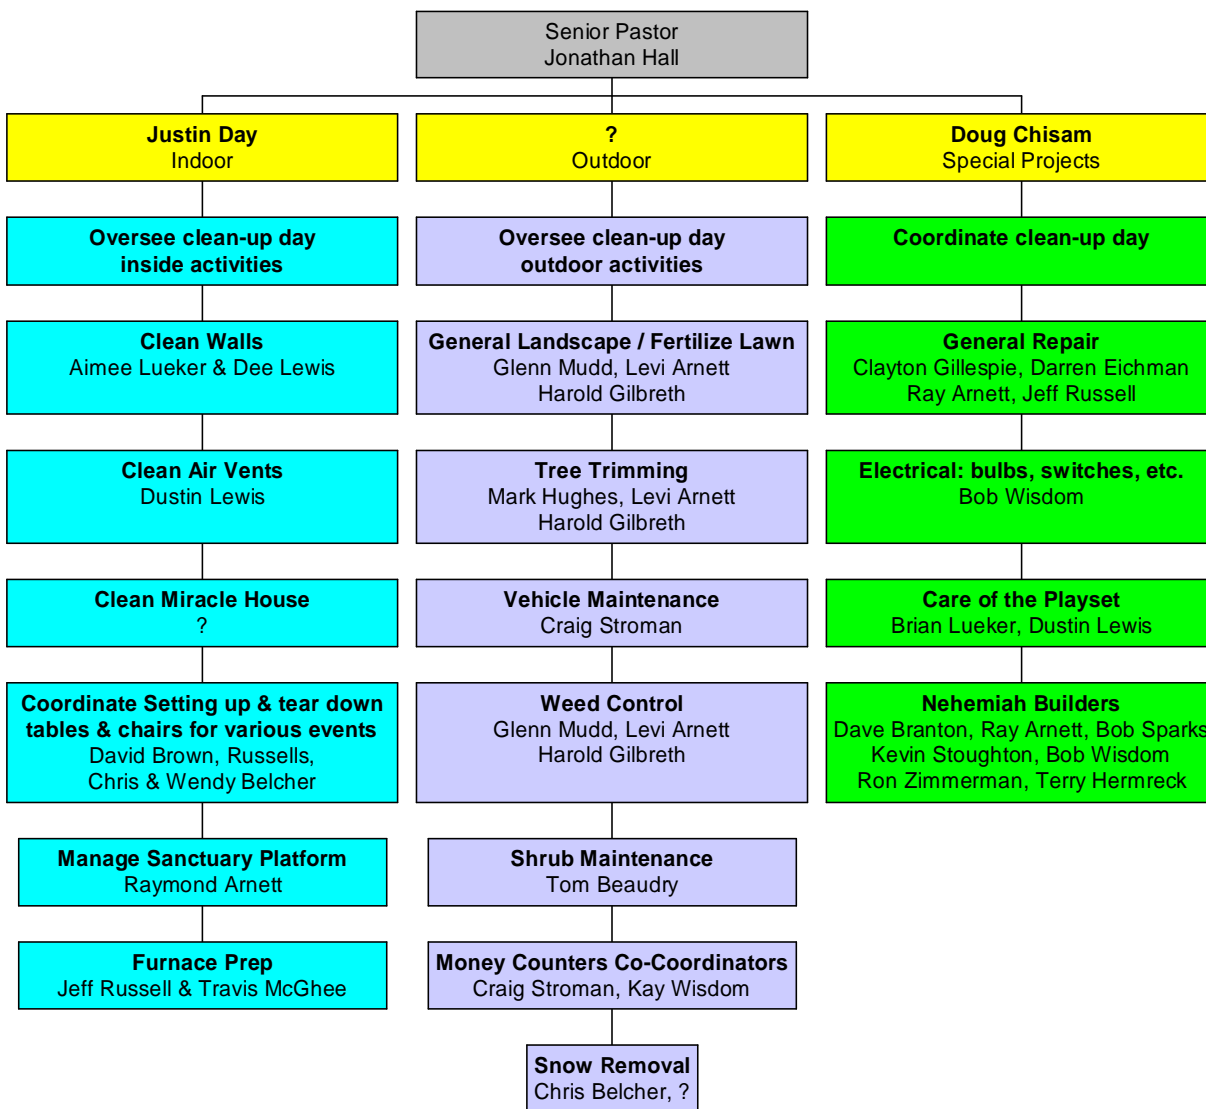 Senior Pastor
Jonathan Hall
Justin Day
Indoor
?
Outdoor
Doug Chisam
Special Projects
Oversee clean-up day
inside activities
Oversee clean-up day
outdoor activities
Coordinate clean-up day
Clean Walls
Aimee Lueker & Dee Lewis
General Landscape / Fertilize Lawn
Glenn Mudd, Levi Arnett
Harold Gilbreth
General Repair
Clayton Gillespie, Darren Eichman
Ray Arnett, Jeff Russell
Clean Air Vents
Dustin Lewis
Tree Trimming
Mark Hughes, Levi Arnett
Harold Gilbreth
Electrical: bulbs, switches, etc.
Bob Wisdom
Clean Miracle House
?
Vehicle Maintenance
Craig Stroman
Care of the Playset
Brian Lueker, Dustin Lewis
Coordinate Setting up & tear down
tables & chairs for various events
David Brown, Russells,
Chris & Wendy Belcher
Weed Control
Glenn Mudd, Levi Arnett
Harold Gilbreth
Nehemiah Builders
Dave Branton, Ray Arnett, Bob Sparks
Kevin Stoughton, Bob Wisdom
Ron Zimmerman, Terry Hermreck
Manage Sanctuary Platform
Raymond Arnett
Shrub Maintenance
Tom Beaudry
Furnace Prep
Jeff Russell & Travis McGhee
Money Counters Co-Coordinators
Craig Stroman, Kay Wisdom
Snow Removal
Chris Belcher, ?